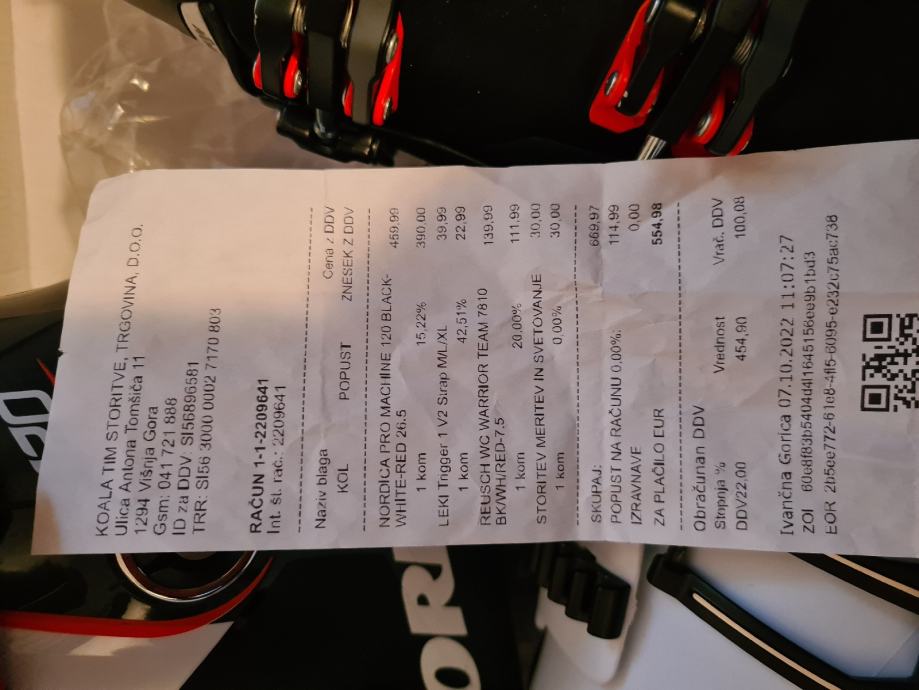 KOALA TIM STORITVE, TRGOVINA, D.O.O.
Ulica Antona Tomšiča 11
1294 Višnja Gora
Gsm: 041 721 888
ID za DDV: SI56896581
TRR: SI56 3000 0002 7170 803
RAČUN 1-1-2209641
Int. št. rač.: 2209641
Naziv blaga Cena z DDV
KOL POPUST ZNESEK Z DDV
NORDICA PRO MACHINE 120 BLACK- 459,99
WHITE-RED 26.5
1 kom 15,22% 390,00
LEKI Trigger 1 V2 Strap ML/XL 39,99
1 kom 42,51% 22,99
REUSCH WC WARRIOR TEAM 7810 139,99
BK/WH/RED-7,5
1 kom 20,00% 111,99
STORITEV MERITEV IN SVETOVANJE 30,00
1 kom 0,00% 30,00
SKUPAJ: 669,97
POPUST NA RAČUNU 0,00%: 114,99
IZRAVNAVE 0,00
ZA PLAČILO EUR 554,98
Obračunan DDV
Stopnja % Vrednost Vrač. DDV
DDV22,00 454,90 100,08
Ivančna Gorica 07.10.2022 11:07:27
ZOI
EOR
20
ORD